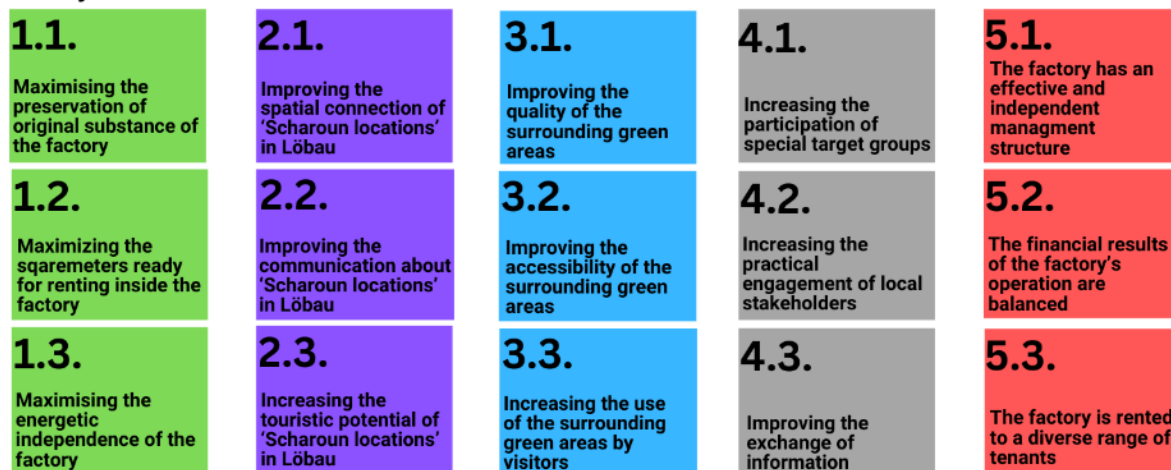 1.1.
Maximising the
preservation of
original substance of
the factory
2.1.
Improving the
spatial connection of
‘Scharoun locations’
in Löbau
3.1.
Improving the
quality of the
surrounding green
areas
4.1.
Increasing the
participation of
special target groups
5.1.
The factory has an
effective and
independent
managment
structure
1.2.
Maximizing the
sqaremeters ready
for renting inside the
factory
2.2.
Improving the
communication about
‘Scharoun locations’
in Löbau
3.2.
Improving the
accessibility of the
surrounding green
areas
4.2.
Increasing the
practical
engagement of local
stakeholders
5.2.
The financial results
of the factory’s
operation are
balanced
1.3.
Maximising the
energetic
independence of the
factory
2.3.
Increasing the
touristic potential of
‘Scharoun locations’
in Löbau
3.3.
Increasing the use
of the surrounding
green areas by
visitors
4.3.
Improving the
exchange of
information
5.3.
The factory is rented
to a diverse range of
tenants